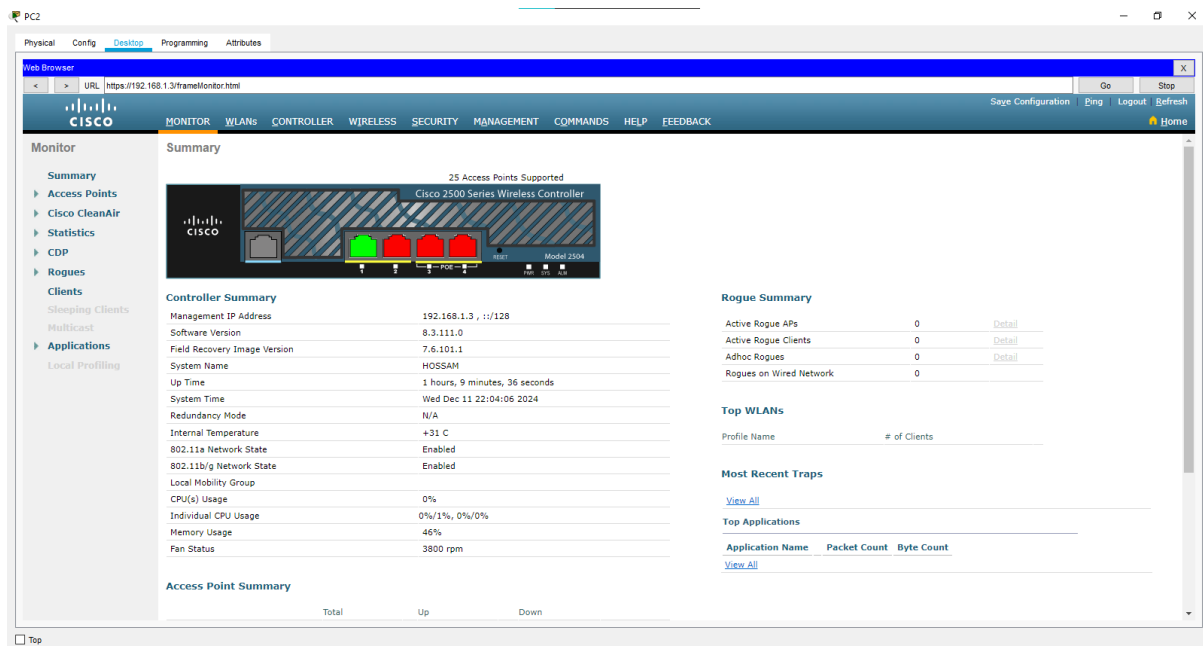 PC2
Physical Config Desktop Programming Attributes
Web Browser X
< > URL https://192.168.1.3/frameMonitor.html Go Stop
Save Configuration Ping Logout Refresh
CISCO MONITOR WLANs CONTROLLER WIRELESS SECURITY MANAGEMENT COMMANDS HELP FEEDBACK Home
Monitor
Summary
Access Points
Cisco CleanAir
Statistics
CDP
Rogues
Clients
Sleeping Clients
Multicast
Applications
Local Profiling
Summary
25 Access Points Supported
Cisco 2500 Series Wireless Controller
CISCO
RESET Model 2504
1 2 3 POE 4 PWR SYS ALM
Controller Summary
Management IP Address 192.168.1.3 , ::/128
Software Version 8.3.111.0
Field Recovery Image Version 7.6.101.1
System Name HOSSAM
Up Time 1 hours, 9 minutes, 36 seconds
System Time Wed Dec 11 22:04:06 2024
Redundancy Mode N/A
Internal Temperature +31 C
802.11a Network State Enabled
802.11b/g Network State Enabled
Local Mobility Group
CPU(s) Usage 0%
Individual CPU Usage 0%/1%, 0%/0%
Memory Usage 46%
Fan Status 3800 rpm
Access Point Summary
Total Up Down
Rogue Summary
Active Rogue APs 0 Detail
Active Rogue Clients 0 Detail
Adhoc Rogues 0 Detail
Rogues on Wired Network 0
Top WLANs
Profile Name # of Clients
Most Recent Traps
View All
Top Applications
Application Name Packet Count Byte Count
View All
Top